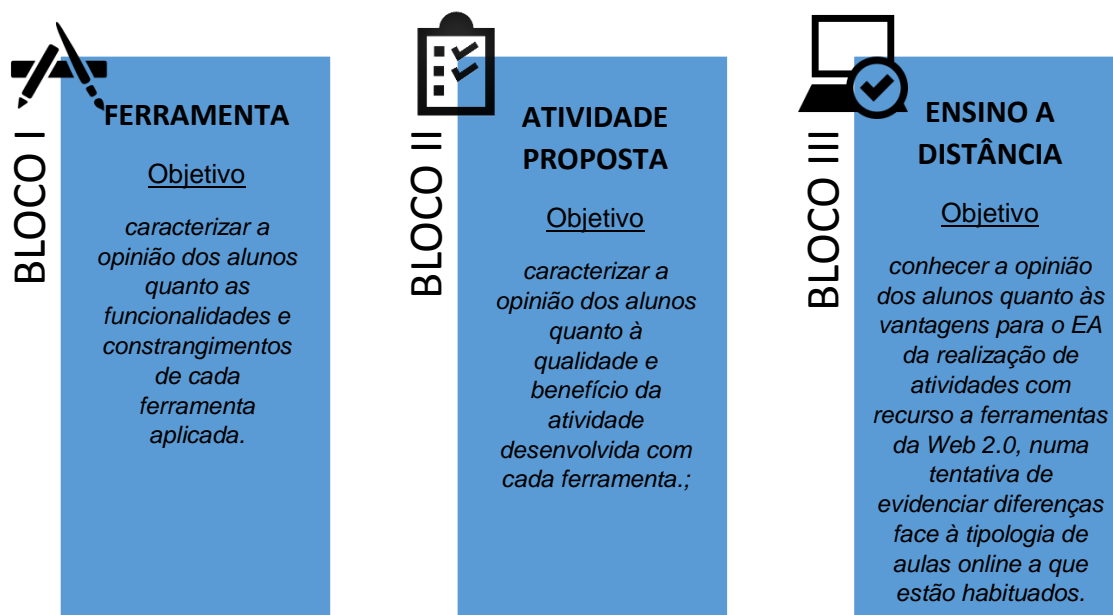 BLOCO I
FERRAMENTA
Objetivo
caracterizar a
opinião dos alunos
quanto as
funcionalidades e
constrangimentos
de cada
ferramenta
aplicada.
BLOCO II
ATIVIDADE
PROPOSTA
Objetivo
caracterizar a
opinião dos alunos
quanto à
qualidade e
benefício da
atividade
desenvolvida com
cada ferramenta.;
BLOCO III
ENSINO A
DISTÂNCIA
Objetivo
conhecer a opinião
dos alunos quanto às
vantagens para o EA
da realização de
atividades com
recurso a ferramentas
da Web 2.0, numa
tentativa de
evidenciar diferenças
face à tipologia de
aulas online a que
estão habituados.